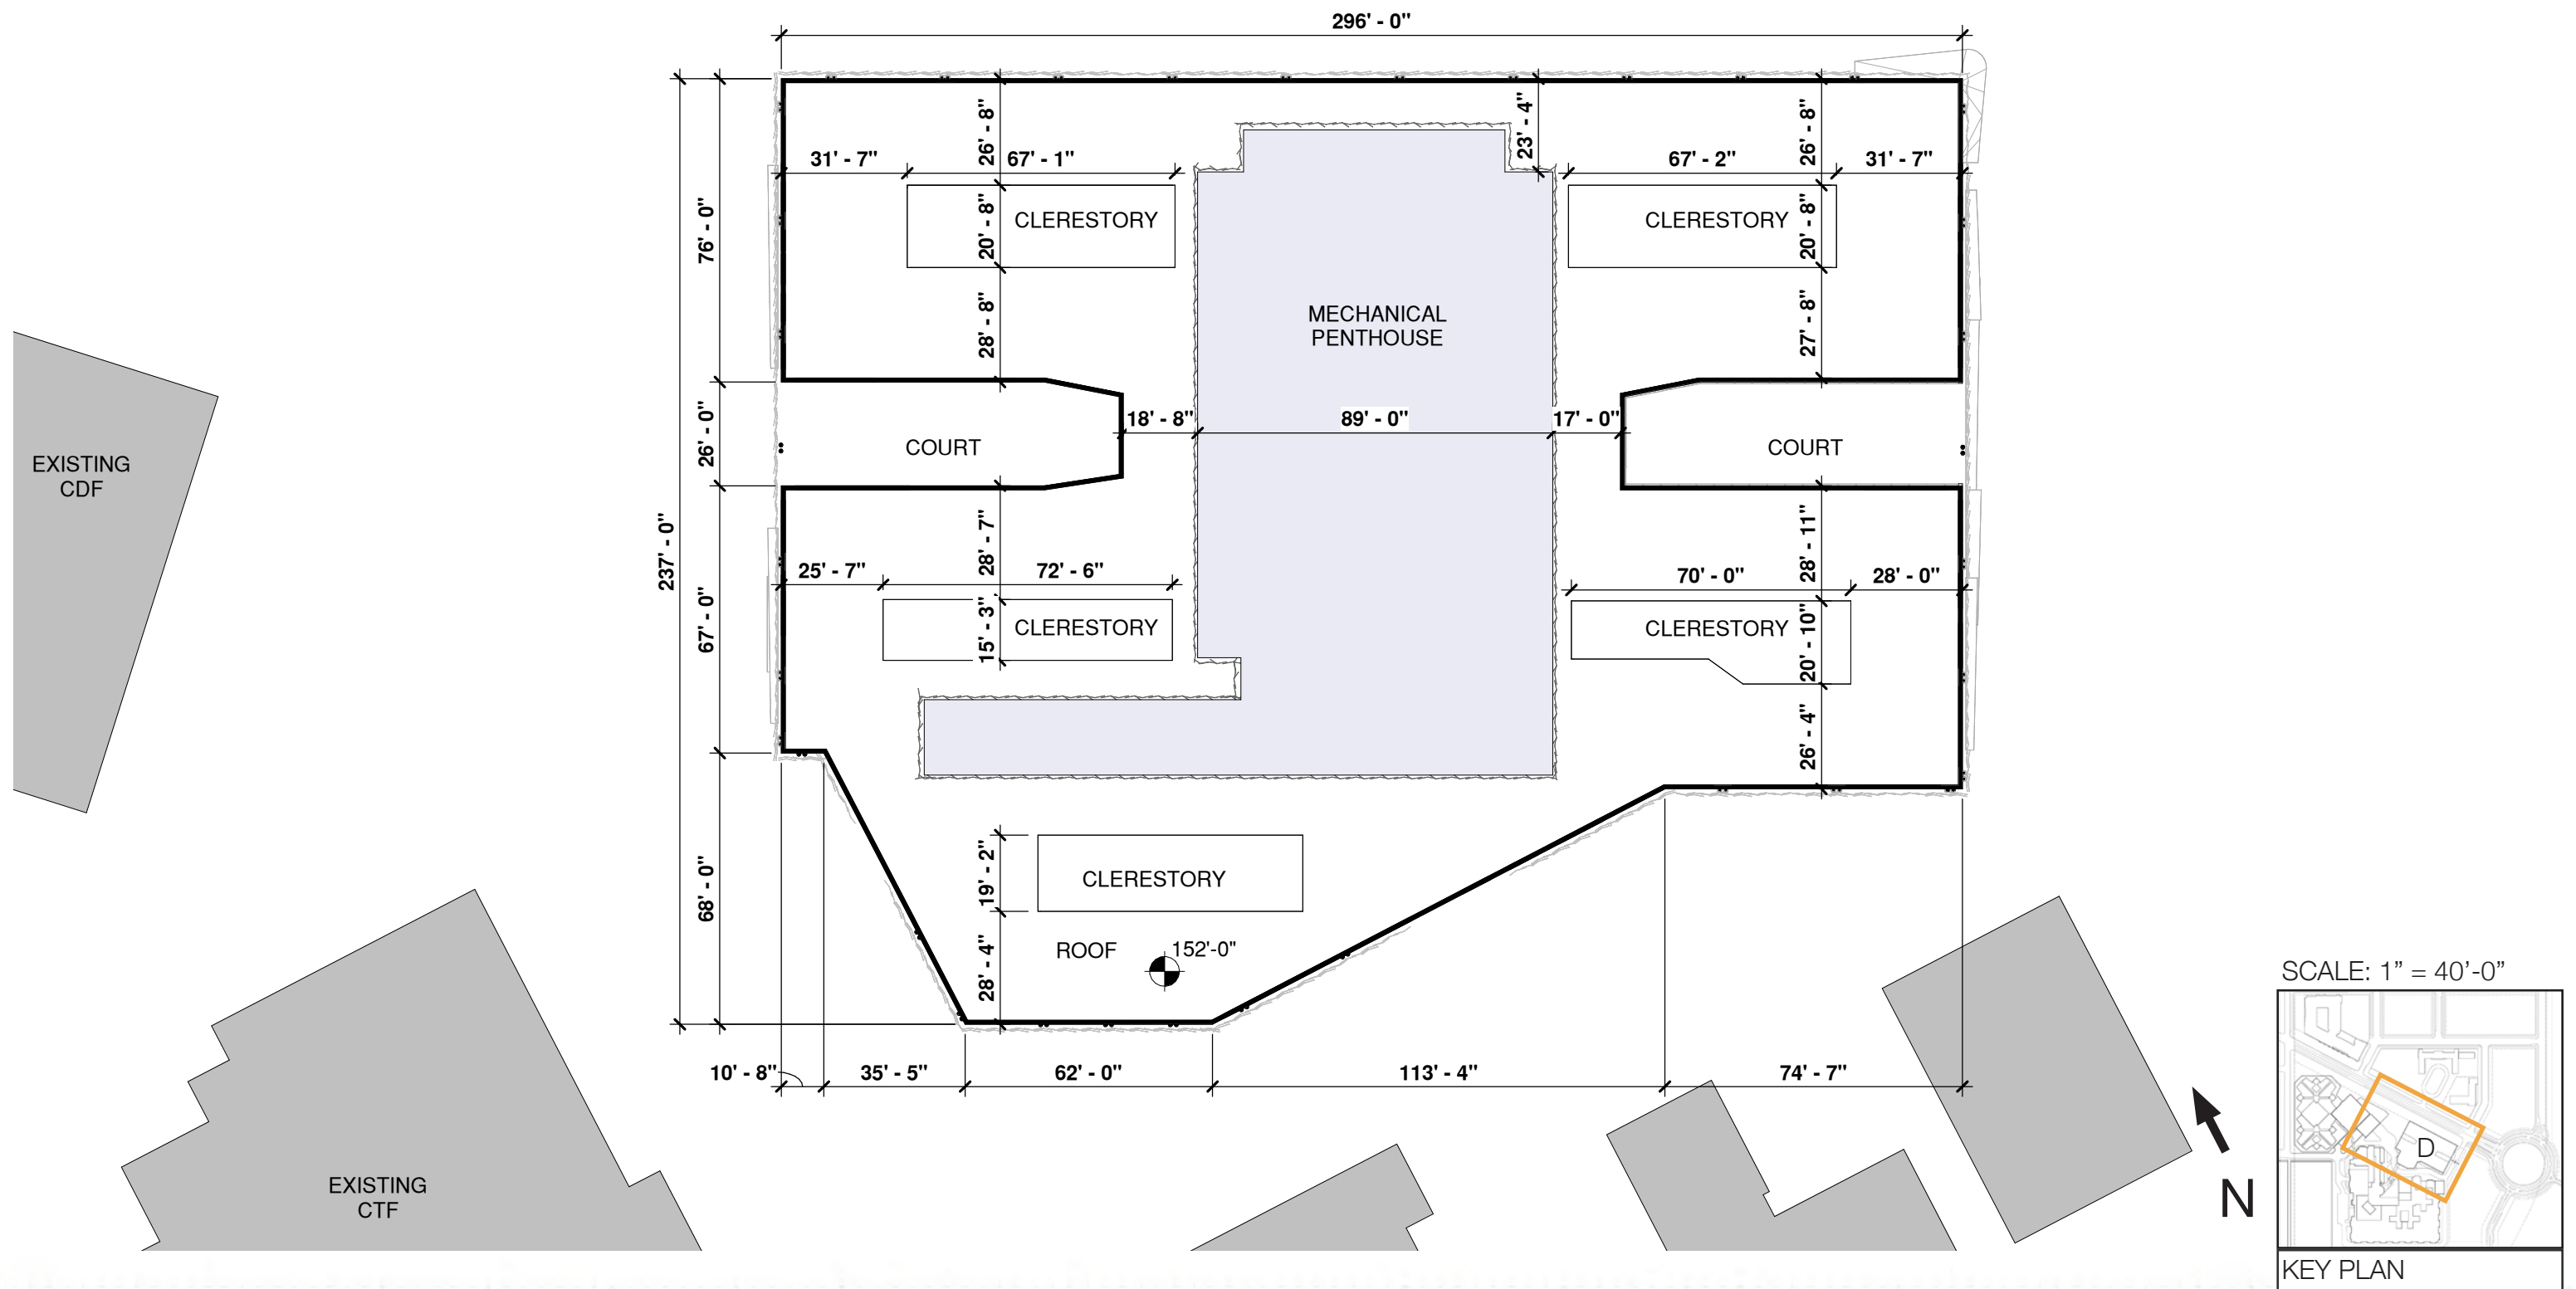 296' - 0"
26' - 8"
23' - 4"
26' - 8"
31' - 7"
67' - 1"
67' - 2"
31' - 7"
76' - 0"
20' - 8"
CLERESTORY
CLERESTORY
20' - 8"
28' - 8"
MECHANICAL
PENTHOUSE
27' - 8"
18' - 8"
89' - 0"
17' - 0"
26' - 0"
COURT
COURT
EXISTING
CDF
237' - 0"
28' - 7"
28' - 11"
25' - 7"
72' - 6"
70' - 0"
28' - 0"
67' - 0"
15' - 3"
CLERESTORY
CLERESTORY
20' - 10"
26' - 4"
68' - 0"
19' - 2"
CLERESTORY
28' - 4"
ROOF
152'-0"
10' - 8"
35' - 5"
62' - 0"
113' - 4"
74' - 7"
EXISTING
CTF
N
SCALE: 1” = 40’-0”
D
KEY PLAN